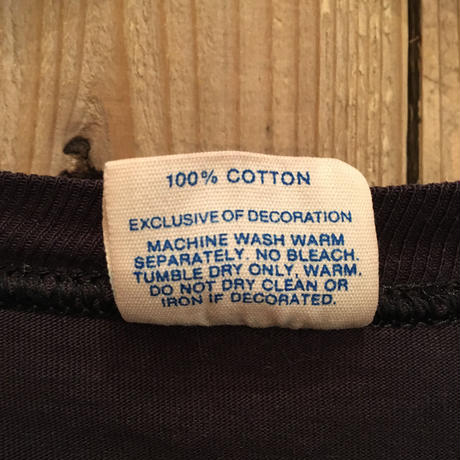 100% COTTON
EXCLUSIVE OF DECORATION
MACHINE WASH WARM
SEPARATELY. NO BLEACH.
TUMBLE DRY ONLY, WARM.
DO NOT DRY CLEAN OR
IRON IF DECORATED.